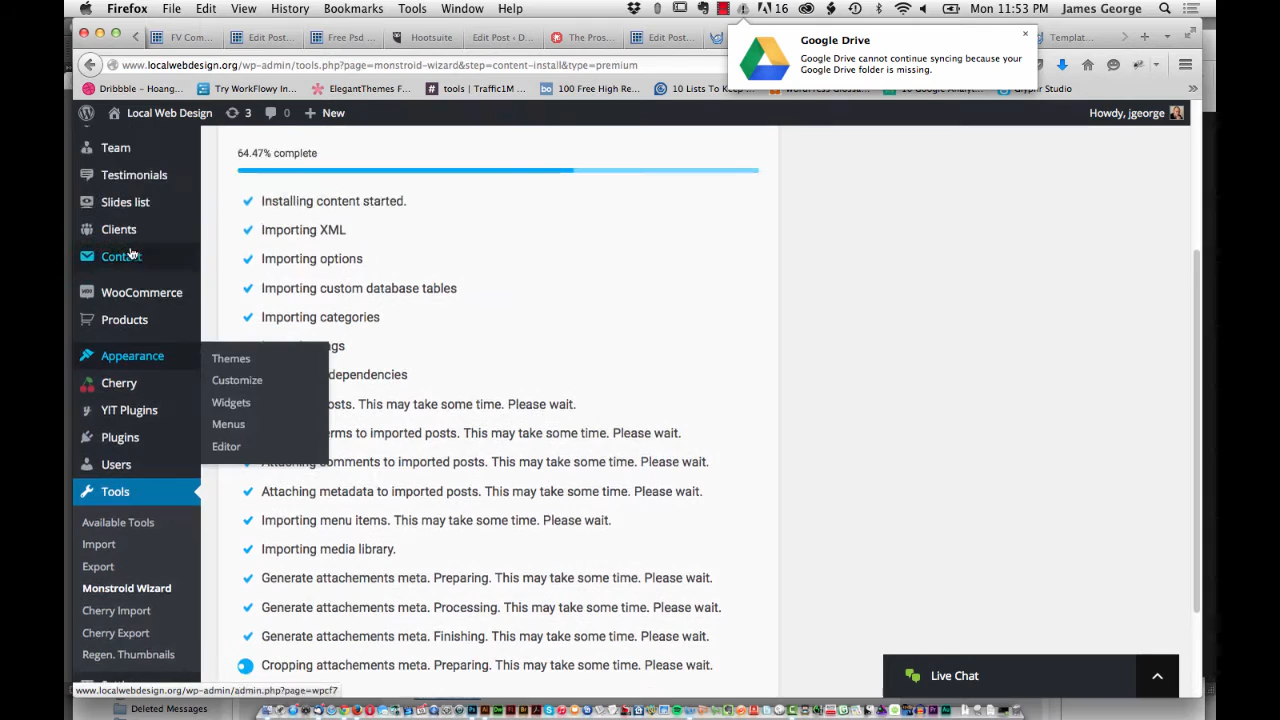 Firefox File Edit View History Bookmarks Tools Window Help
16
Mon 11:53 PM James George
FV Com
Edit Post
Free Psd
Hootsuite
Edit Post ‹ D...
The Pros...
Edit Post
Templat...
Google Drive
Google Drive cannot continue syncing because your
Google Drive folder is missing.
www.localwebdesign.org/wp-admin/tools.php?page=monstroid-wizard&step=content-install&type=premium
Dribbble – Hoang...
Try WorkFlowy In...
ElegantThemes F...
tools | Traffic1M ...
100 Free High Re...
10 Lists To Keep
Local Web Design
3
0
New
Howdy, jgeorge
Team
Testimonials
Slides list
Clients
WooCommerce
Products
Appearance
Cherry
YIT Plugins
Plugins
Users
Tools
Available Tools
Import
Export
Monstroid Wizard
Cherry Import
Cherry Export
Regen. Thumbnails
Themes
Customize
Widgets
Menus
Editor
64.47% complete
Installing content started.
Importing XML
Importing options
Importing custom database tables
Importing categories
dependencies
This may take some time. Please wait.
to imported posts. This may take some time. Please wait.
Attaching comments to imported posts. This may take some time. Please wait.
Attaching metadata to imported posts. This may take some time. Please wait.
Importing menu items. This may take some time. Please wait.
Importing media library.
Generate attachements meta. Preparing. This may take some time. Please wait.
Generate attachements meta. Processing. This may take some time. Please wait.
Generate attachements meta. Finishing. This may take some time. Please wait.
Cropping attachements meta. Preparing. This may take some time. Please wait.
Live Chat
www.localwebdesign.org/wp-admin/admin.php?page=wpcf7
Deleted Messages